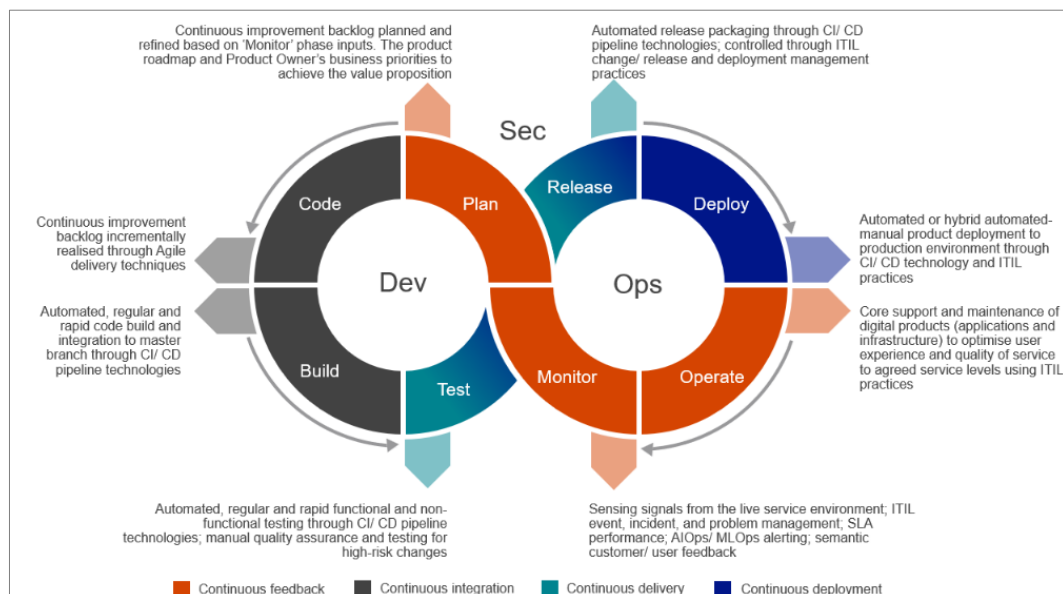 Continuous improvement backlog planned and
refined based on 'Monitor' phase inputs. The product
roadmap and Product Owner's business priorities to
achieve the value proposition
Automated release packaging through CI/ CD
pipeline technologies; controlled through ITIL
change/ release and deployment management
practices
Sec
Code
Plan
Release
Deploy
Continuous improvement
backlog incrementally
realised through Agile
delivery techniques
Automated or hybrid automated-
manual product deployment to
production environment through
CI/ CD technology and ITIL
practices
Dev
Ops
Automated, regular and
rapid code build and
integration to master
branch through CI/ CD
pipeline technologies
Core support and maintenance of
digital products (applications and
infrastructure) to optimise user
experience and quality of service
to agreed service levels using ITIL
practices
Build
Test
Monitor
Operate
Automated, regular and rapid functional and non-
functional testing through CI/ CD pipeline
technologies; manual quality assurance and testing for
high-risk changes
Sensing signals from the live service environment; ITIL
event, incident, and problem management; SLA
performance; AIOps/ MLOps alerting; semantic
customer/ user feedback
Continuous feedback
Continuous integration
Continuous delivery
Continuous deployment